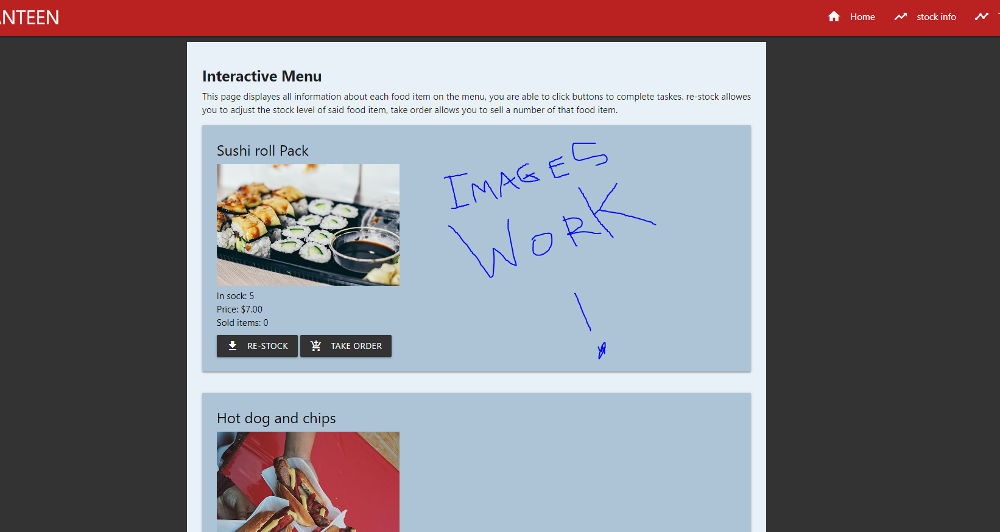 ANTEEN
Home
stock info
Interactive Menu
This page displayes all information about each food item on the menu, you are able to click buttons to complete taskes. re-stock allowes
you to adjust the stock level of said food item, take order allows you to sell a number of that food item.
Sushi roll Pack
IMAGES
WORK
!
In sock: 5
Price: $7.00
Sold items: 0
RE-STOCK
TAKE ORDER
Hot dog and chips